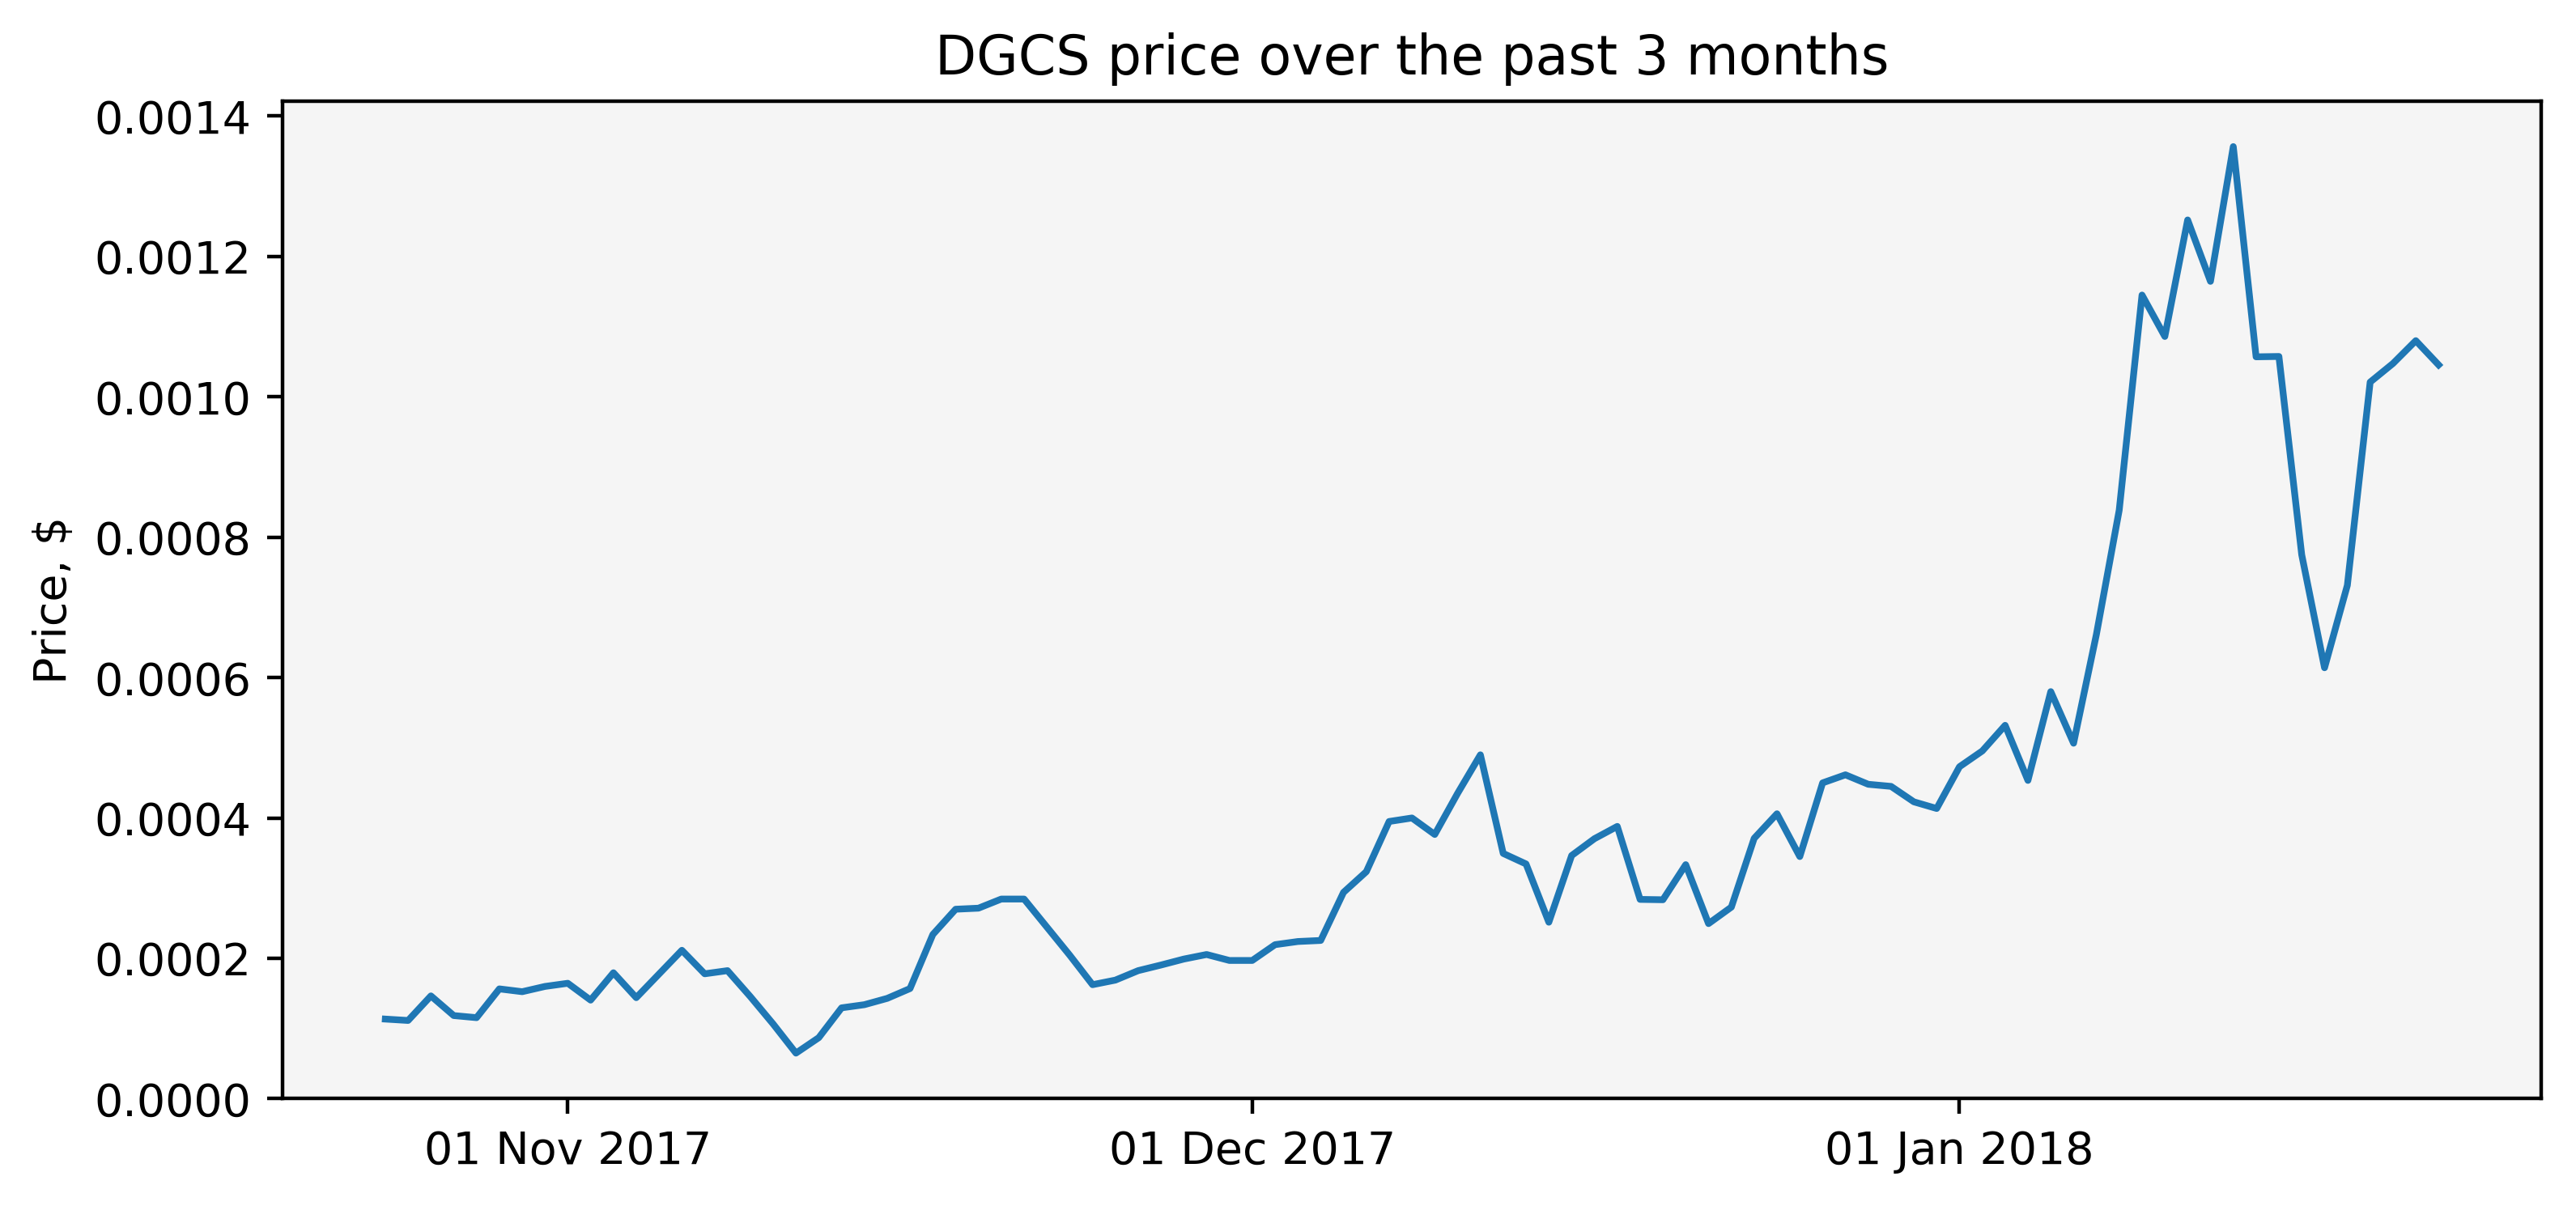 DGCS price over the past 3 months
Price, $
0.0014
0.0012
0.0010
0.0008
0.0006
0.0004
0.0002
0.0000
01 Nov 2017
01 Dec 2017
01 Jan 2018